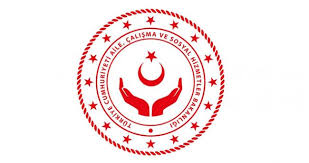 TÜRKİYE CUMHURİYETİ AİLE, ÇALIŞMA VE SOSYAL HİZMETLER BAKANLIĞI